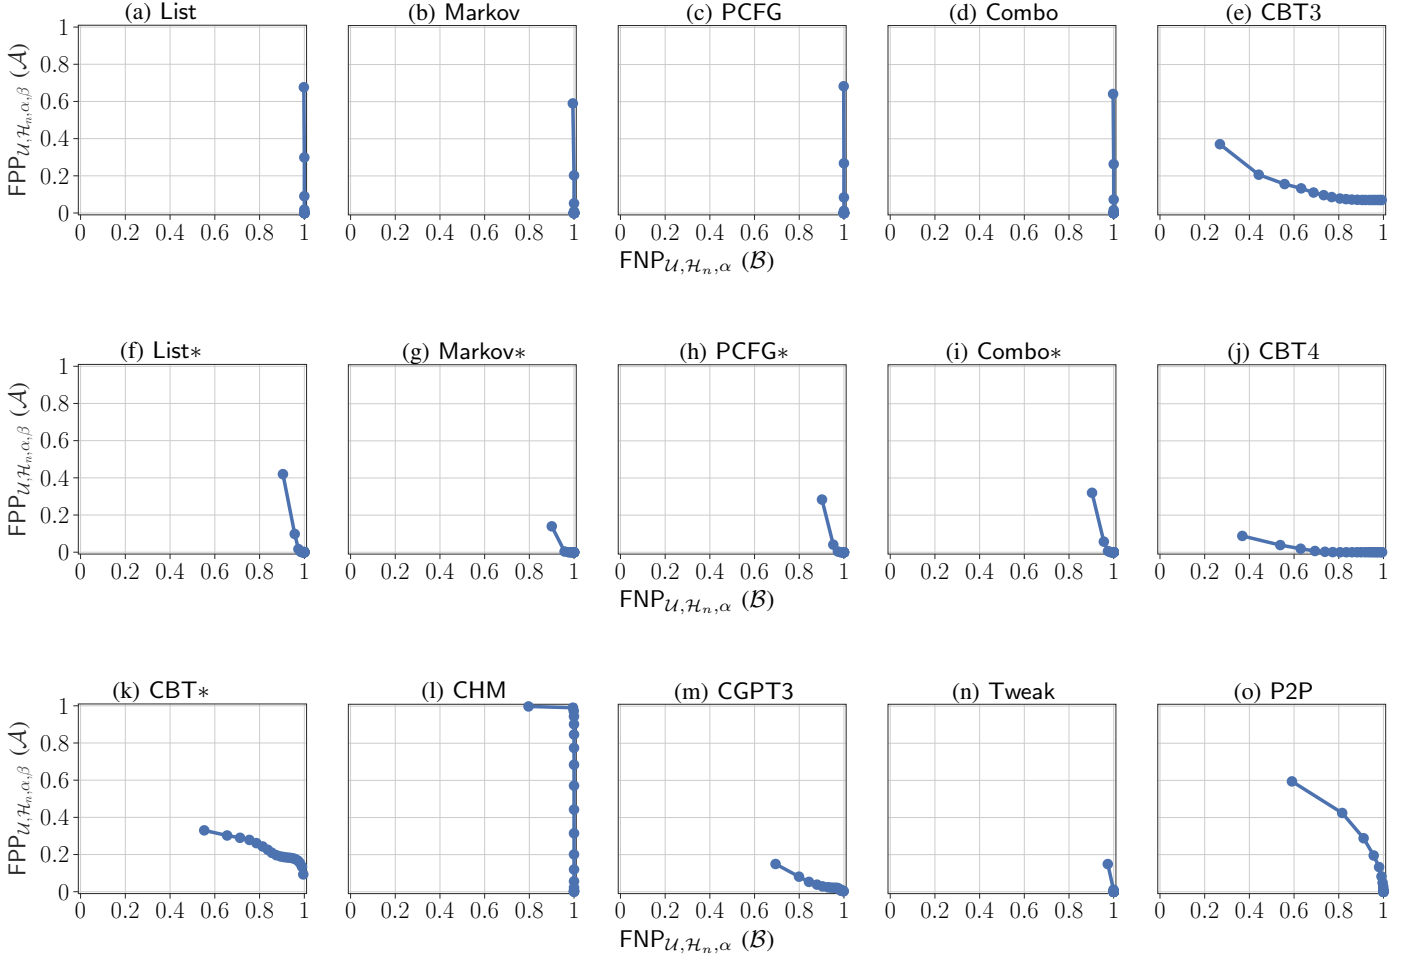 (a) List (b) Markov (c) PCFG (d) Combo (e) CBT3
FPP𝒰,ℋn,α,β (𝒜)
1
0.8
0.6
0.4
0.2
0
0 0.2 0.4 0.6 0.8 1 0 0.2 0.4 0.6 0.8 1 0 0.2 0.4 0.6 0.8 1 0 0.2 0.4 0.6 0.8 1 0 0.2 0.4 0.6 0.8 1
FNP𝒰,ℋn,α (ℬ)
(f) List* (g) Markov* (h) PCFG* (i) Combo* (j) CBT4
FPP𝒰,ℋn,α,β (𝒜)
1
0.8
0.6
0.4
0.2
0
0 0.2 0.4 0.6 0.8 1 0 0.2 0.4 0.6 0.8 1 0 0.2 0.4 0.6 0.8 1 0 0.2 0.4 0.6 0.8 1 0 0.2 0.4 0.6 0.8 1
FNP𝒰,ℋn,α (ℬ)
(k) CBT* (l) CHM (m) CGPT3 (n) Tweak (o) P2P
FPP𝒰,ℋn,α,β (𝒜)
1
0.8
0.6
0.4
0.2
0
0 0.2 0.4 0.6 0.8 1 0 0.2 0.4 0.6 0.8 1 0 0.2 0.4 0.6 0.8 1 0 0.2 0.4 0.6 0.8 1 0 0.2 0.4 0.6 0.8 1
FNP𝒰,ℋn,α (ℬ)